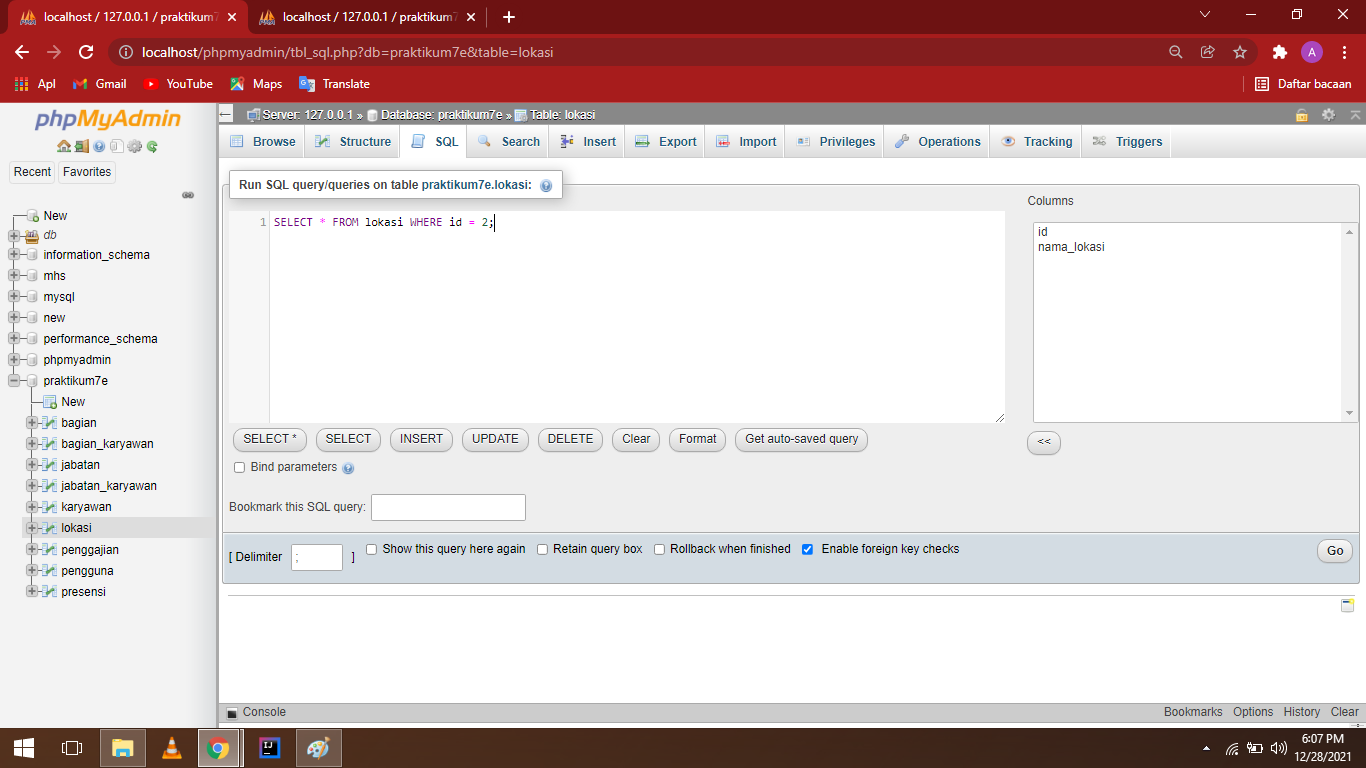 localhost / 127.0.0.1 / praktikum7
localhost / 127.0.0.1 / praktikum7
localhost/phpmyadmin/tbl_sql.php?db=praktikum7e&table=lokasi
A
Apl
Gmail
YouTube
Maps
Translate
Daftar bacaan
phpMyAdmin
Recent
Favorites
New
db
information_schema
mhs
mysql
new
performance_schema
phpmyadmin
praktikum7e
New
bagian
bagian_karyawan
jabatan
jabatan_karyawan
karyawan
lokasi
penggajian
pengguna
presensi
Server: 127.0.0.1 » Database: praktikum7e » Table: lokasi
Browse
Structure
SQL
Search
Insert
Export
Import
Privileges
Operations
Tracking
Triggers
Run SQL query/queries on table praktikum7e.lokasi:
1 SELECT * FROM lokasi WHERE id = 2;
Columns
id
nama_lokasi
SELECT *
SELECT
INSERT
UPDATE
DELETE
Clear
Format
Get auto-saved query
<<
Bind parameters
Bookmark this SQL query:
[ Delimiter ; ]
Show this query here again
Retain query box
Rollback when finished
Enable foreign key checks
Go
Console
Bookmarks
Options
History
Clear
IJ
6:07 PM
12/28/2021